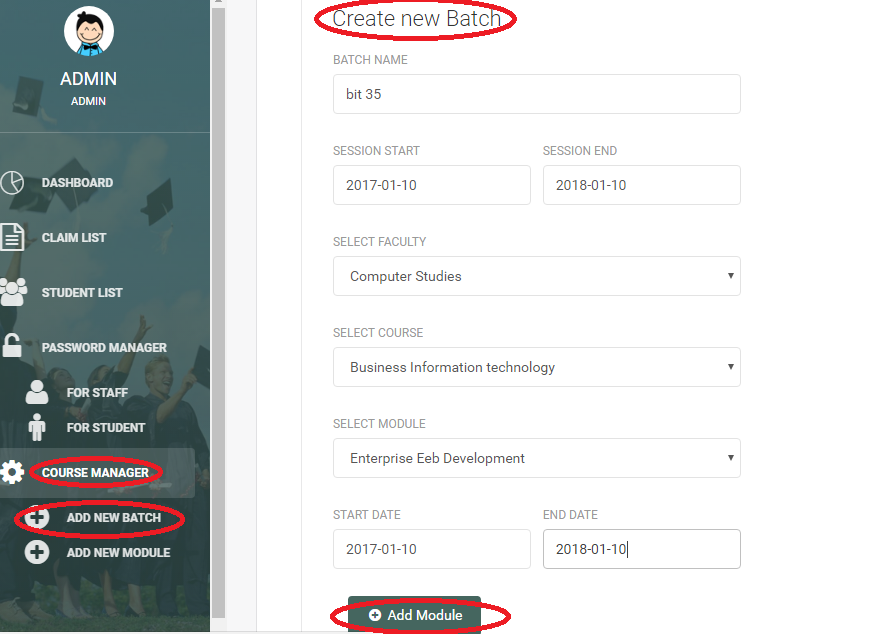 ADMIN
ADMIN
DASHBOARD
CLAIM LIST
STUDENT LIST
PASSWORD MANAGER
FOR STAFF
FOR STUDENT
COURSE MANAGER
ADD NEW BATCH
ADD NEW MODULE
Create new Batch
BATCH NAME
bit 35
SESSION START SESSION END
2017-01-10 2018-01-10
SELECT FACULTY
Computer Studies
SELECT COURSE
Business Information technology
SELECT MODULE
Enterprise Eeb Development
START DATE END DATE
2017-01-10 2018-01-10
Add Module